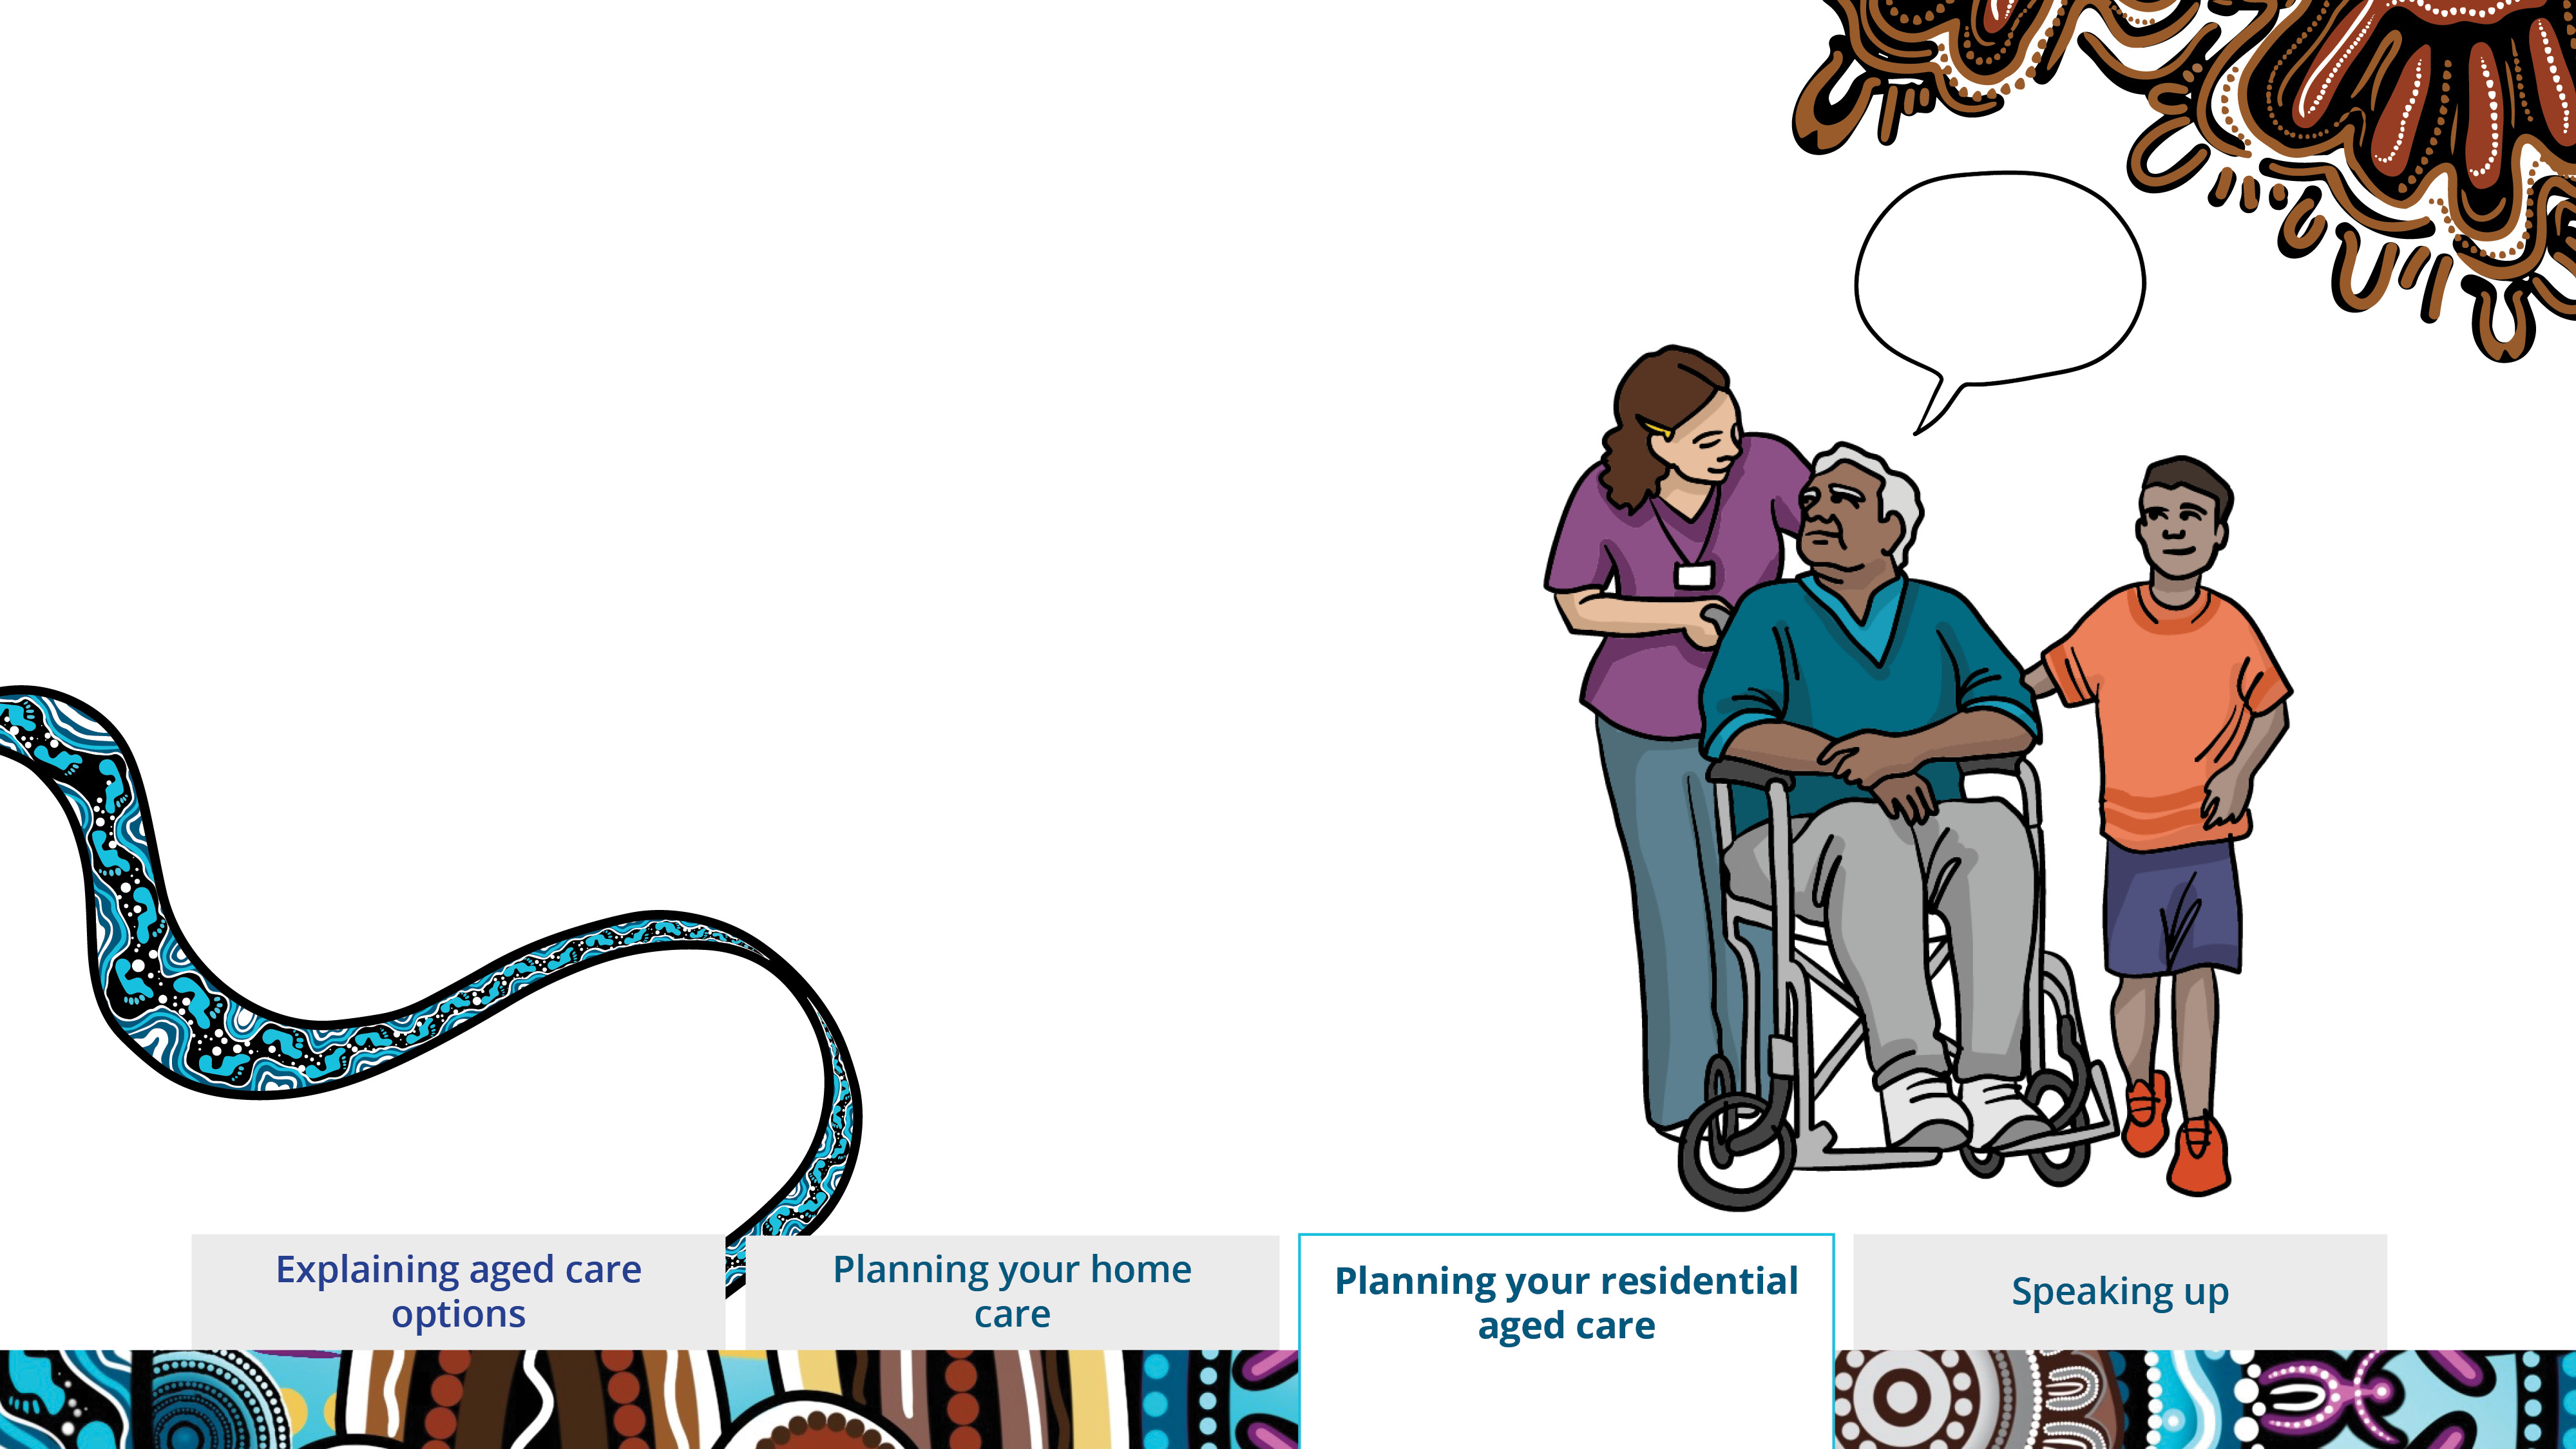 Explaining aged care
options
Planning your home
care
Planning your residential
aged care
Speaking up